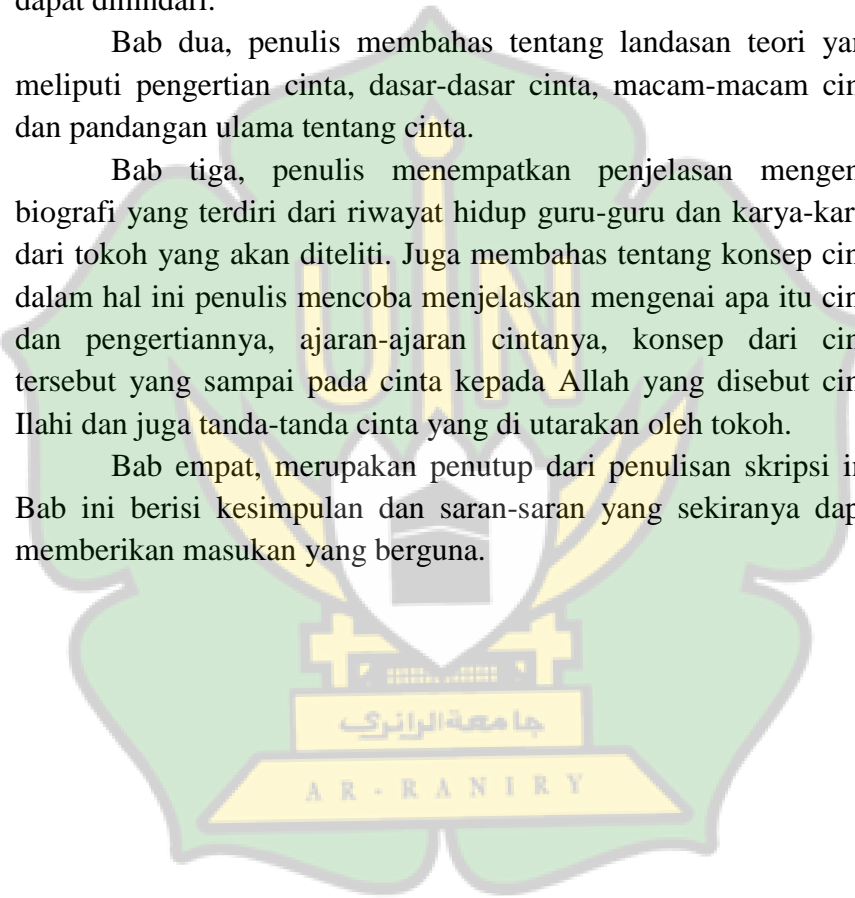 dapat dihindari.
Bab dua, penulis membahas tentang landasan teori yan
meliputi pengertian cinta, dasar-dasar cinta, macam-macam cin
dan pandangan ulama tentang cinta.
Bab tiga, penulis menempatkan penjelasan mengen
biografi yang terdiri dari riwayat hidup guru-guru dan karya-kar
dari tokoh yang akan diteliti. Juga membahas tentang konsep cin
dalam hal ini penulis mencoba menjelaskan mengenai apa itu cin
dan pengertiannya, ajaran-ajaran cintanya, konsep dari cin
tersebut yang sampai pada cinta kepada Allah yang disebut cin
Ilahi dan juga tanda-tanda cinta yang di utarakan oleh tokoh.
Bab empat, merupakan penutup dari penulisan skripsi in
Bab ini berisi kesimpulan dan saran-saran yang sekiranya dap
memberikan masukan yang berguna.
UIN
جامعةالرانري
AR-RANIRY